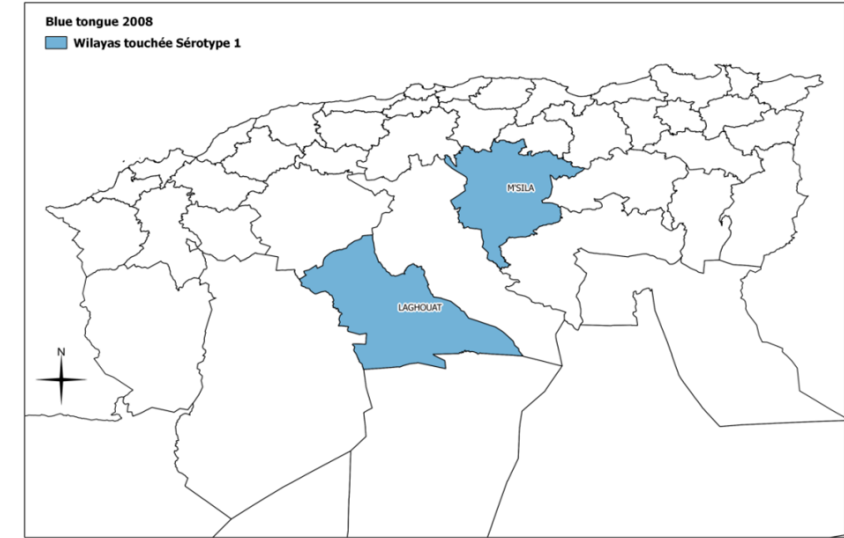 Blue tongue 2008
Wilayas touchée Sérotype 1
M'SILA
LAGHOUAT
N